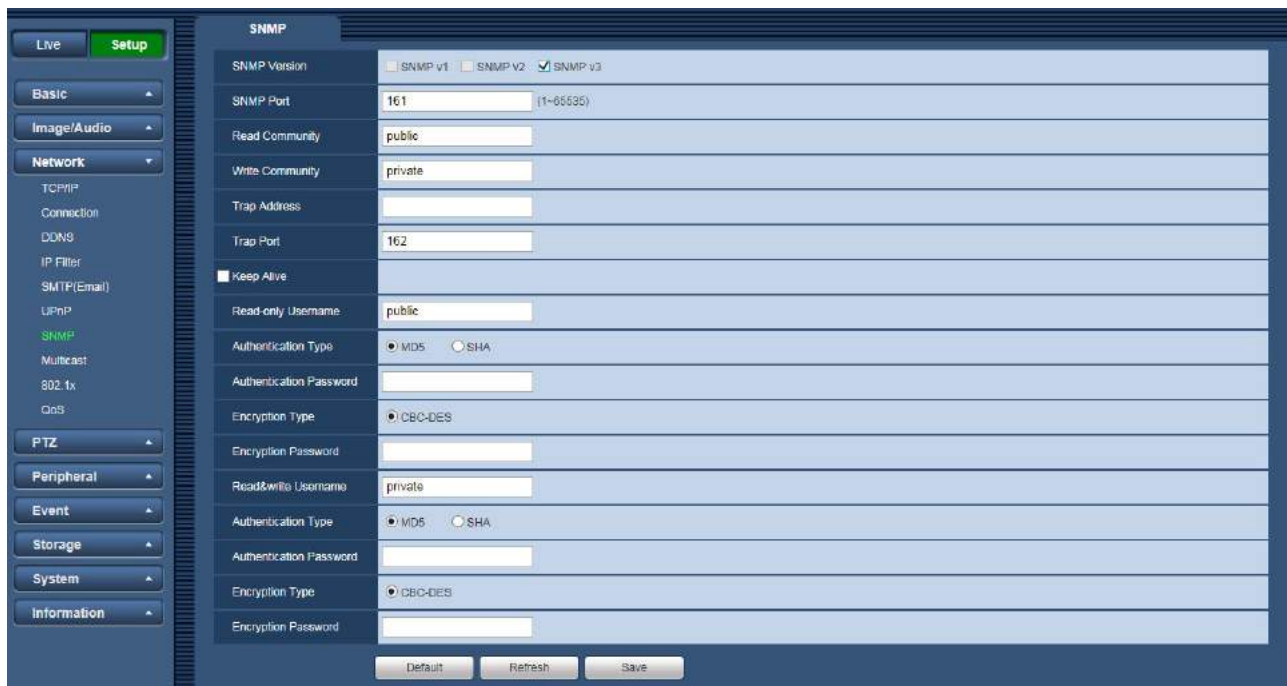 Live Setup
Basic
Image/Audio
Network
TCP/IP
Connection
DDNS
IP Filter
SMTP(Email)
UPnP
SNMP
Multicast
802.1x
QoS
PTZ
Peripheral
Event
Storage
System
Information
SNMP
SNMP Version SNMP v1 SNMP v2 SNMP v3
SNMP Port 161 (1~65535)
Read Community public
Write Community private
Trap Address
Trap Port 162
Keep Alive
Read-only Username public
Authentication Type MD5 SHA
Authentication Password
Encryption Type CBC-DES
Encryption Password
Read&write Username private
Authentication Type MD5 SHA
Authentication Password
Encryption Type CBC-DES
Encryption Password
Default Refresh Save